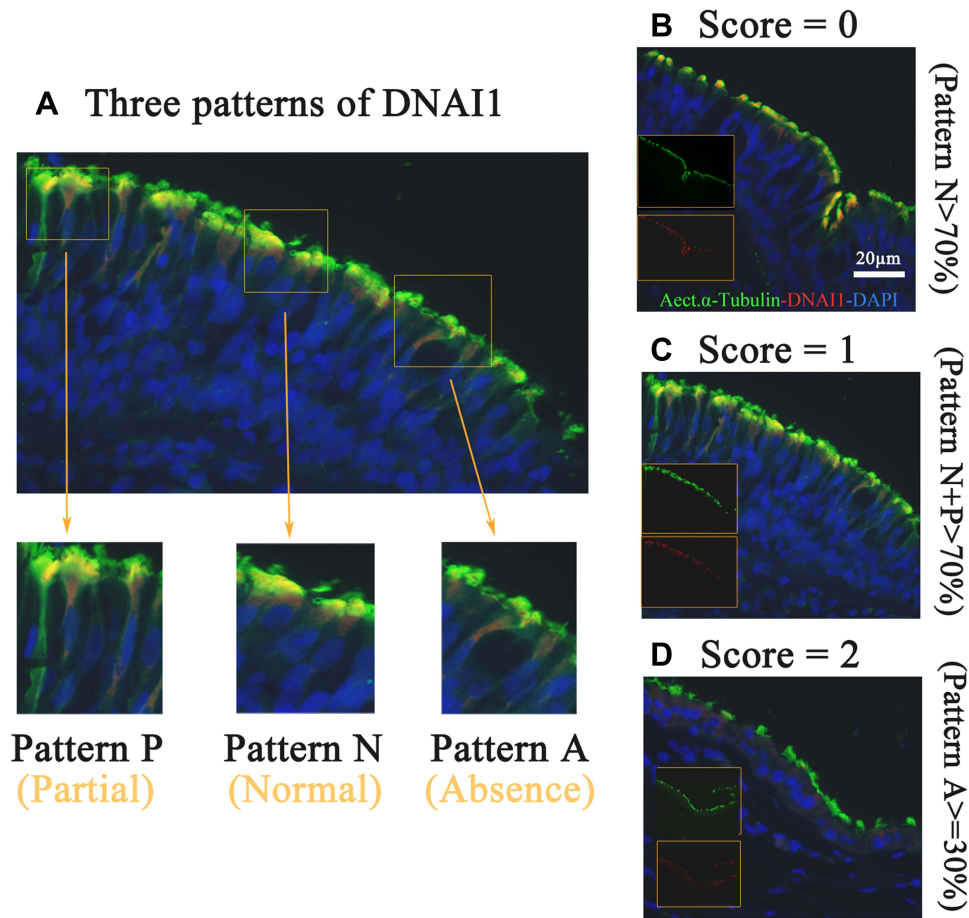 A Three patterns of DNAI1
Pattern P
(Partial)
Pattern N
(Normal)
Pattern A
(Absence)
B Score = 0
(Pattern N>70%)
20μm
Aect.α-Tubulin-DNAI1-DAPI
C Score = 1
(Pattern N+P>70%)
D Score = 2
(Pattern A>=30%)